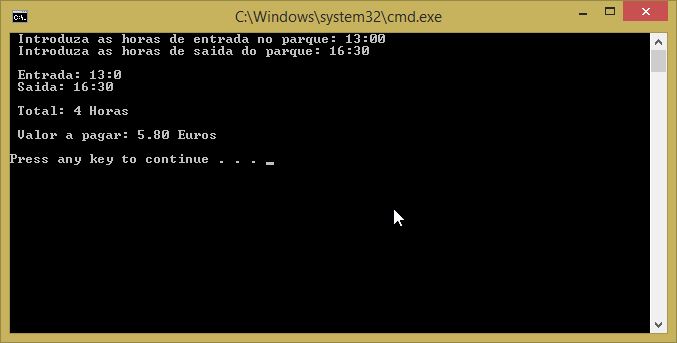 C:\Windows\system32\cmd.exe
Introduza as horas de entrada no parque: 13:00
Introduza as horas de saida do parque: 16:30
Entrada: 13:0
Saida: 16:30
Total: 4 Horas
Valor a pagar: 5.80 Euros
Press any key to continue . . . _